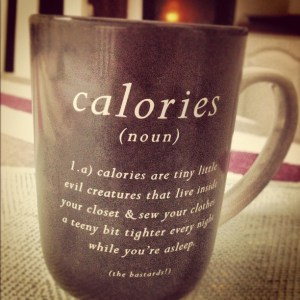 calories
(noun)
1.a) calories are tiny little
evil creatures that live inside
your closet & sew your clothes
a teeny bit tighter every night
while you're asleep.
(the bastards!)